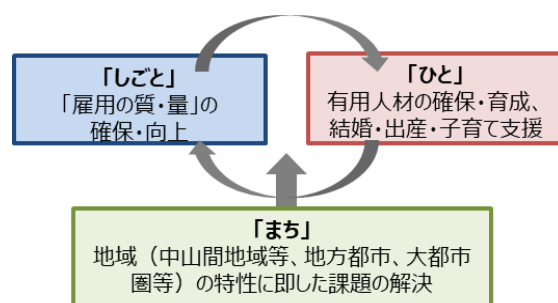 「しごと」
「雇用の質・量」の
確保・向上
「ひと」
有用人材の確保・育成、
結婚・出産・子育て支援
「まち」
地域（中山間地域等、地方都市、大都市
圏等）の特性に即した課題の解決